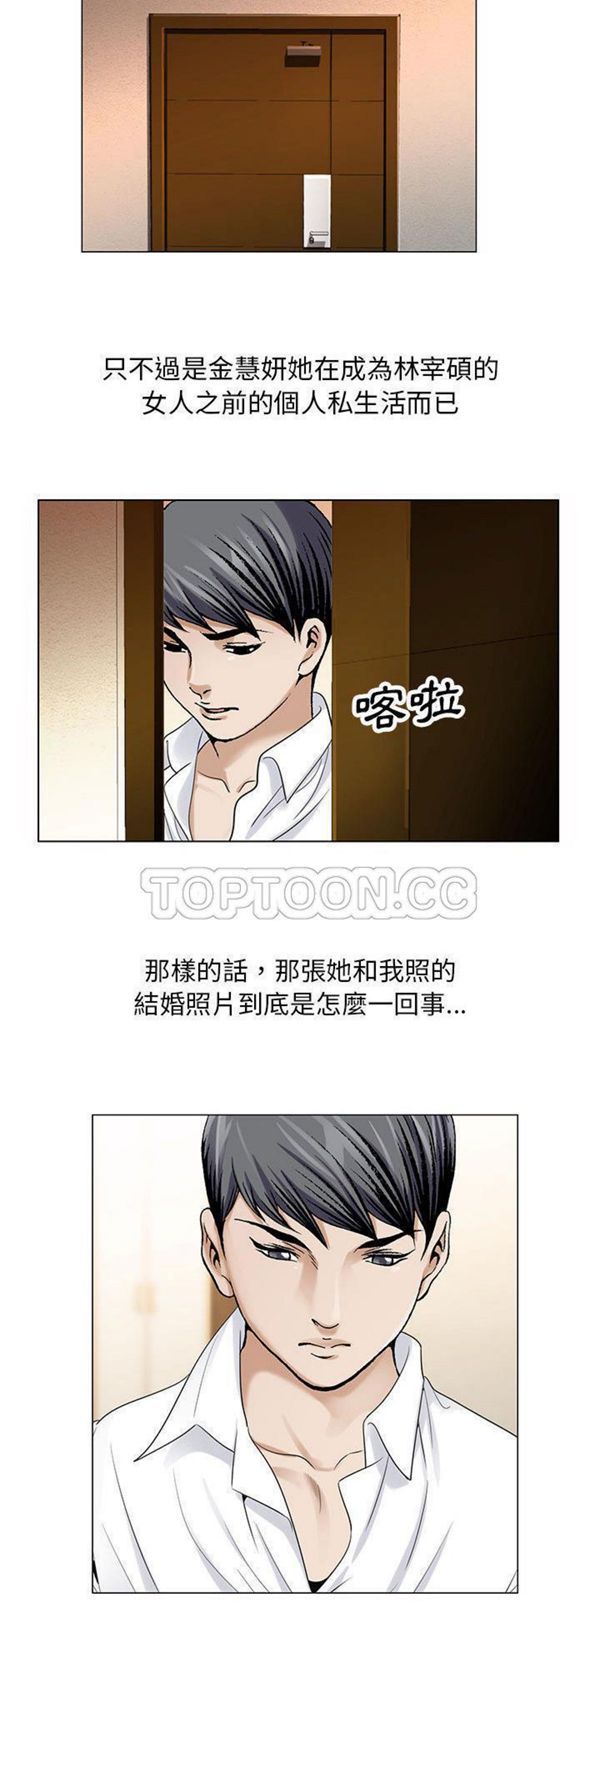 只不過是金慧妍她在成為林宰碩的
女人之前的個人私生活而已
喀啦
TOPTOON.CC
那樣的話，那張她和我照的
結婚照片到底是怎麼一回事...